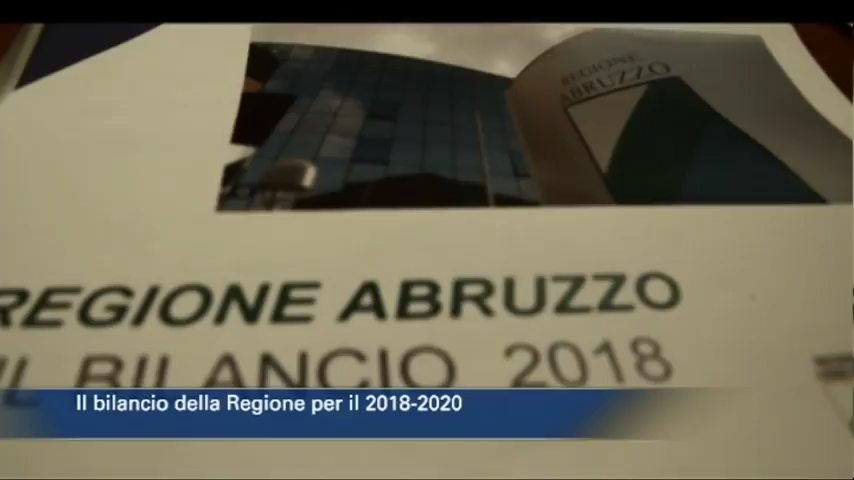 REGIONE
ABRUZZO
REGIONE ABRUZZO
IL BILANCIO 2018
Il bilancio della Regione per il 2018-2020